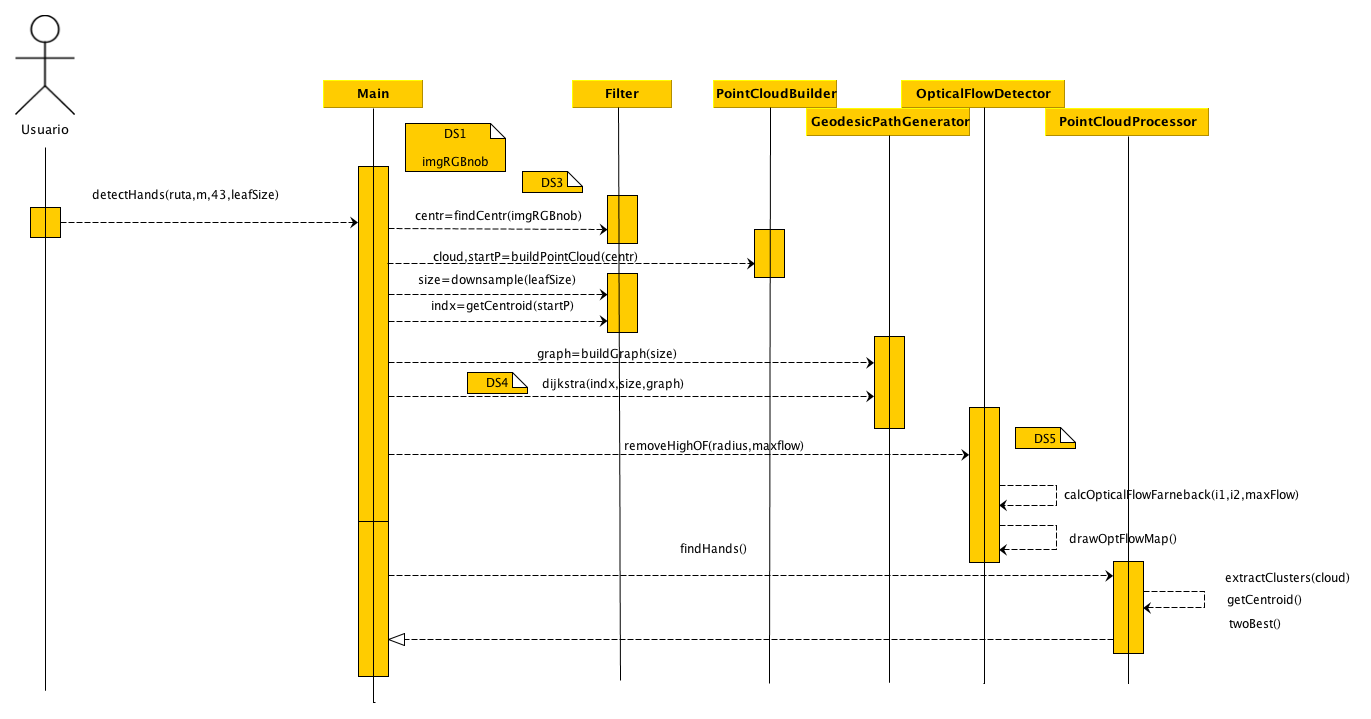 Main
Filter
PointCloudBuilder
OpticalFlowDetector
GeodesicPathGenerator
PointCloudProcessor
Usuario
DS1
imgRGBnob
DS3
detectHands(ruta,m,43,leafSize)
centr=findCentr(imgRGBnob)
cloud,startP=buildPointCloud(centr)
size=downsample(leafSize)
indx=getCentroid(startP)
graph=buildGraph(size)
DS4
dijkstra(indx,size,graph)
removeHighOF(radius,maxflow)
DS5
calcOpticalFlowFarneback(i1,i2,maxFlow)
drawOptFlowMap()
findHands()
extractClusters(cloud)
getCentroid()
twoBest()